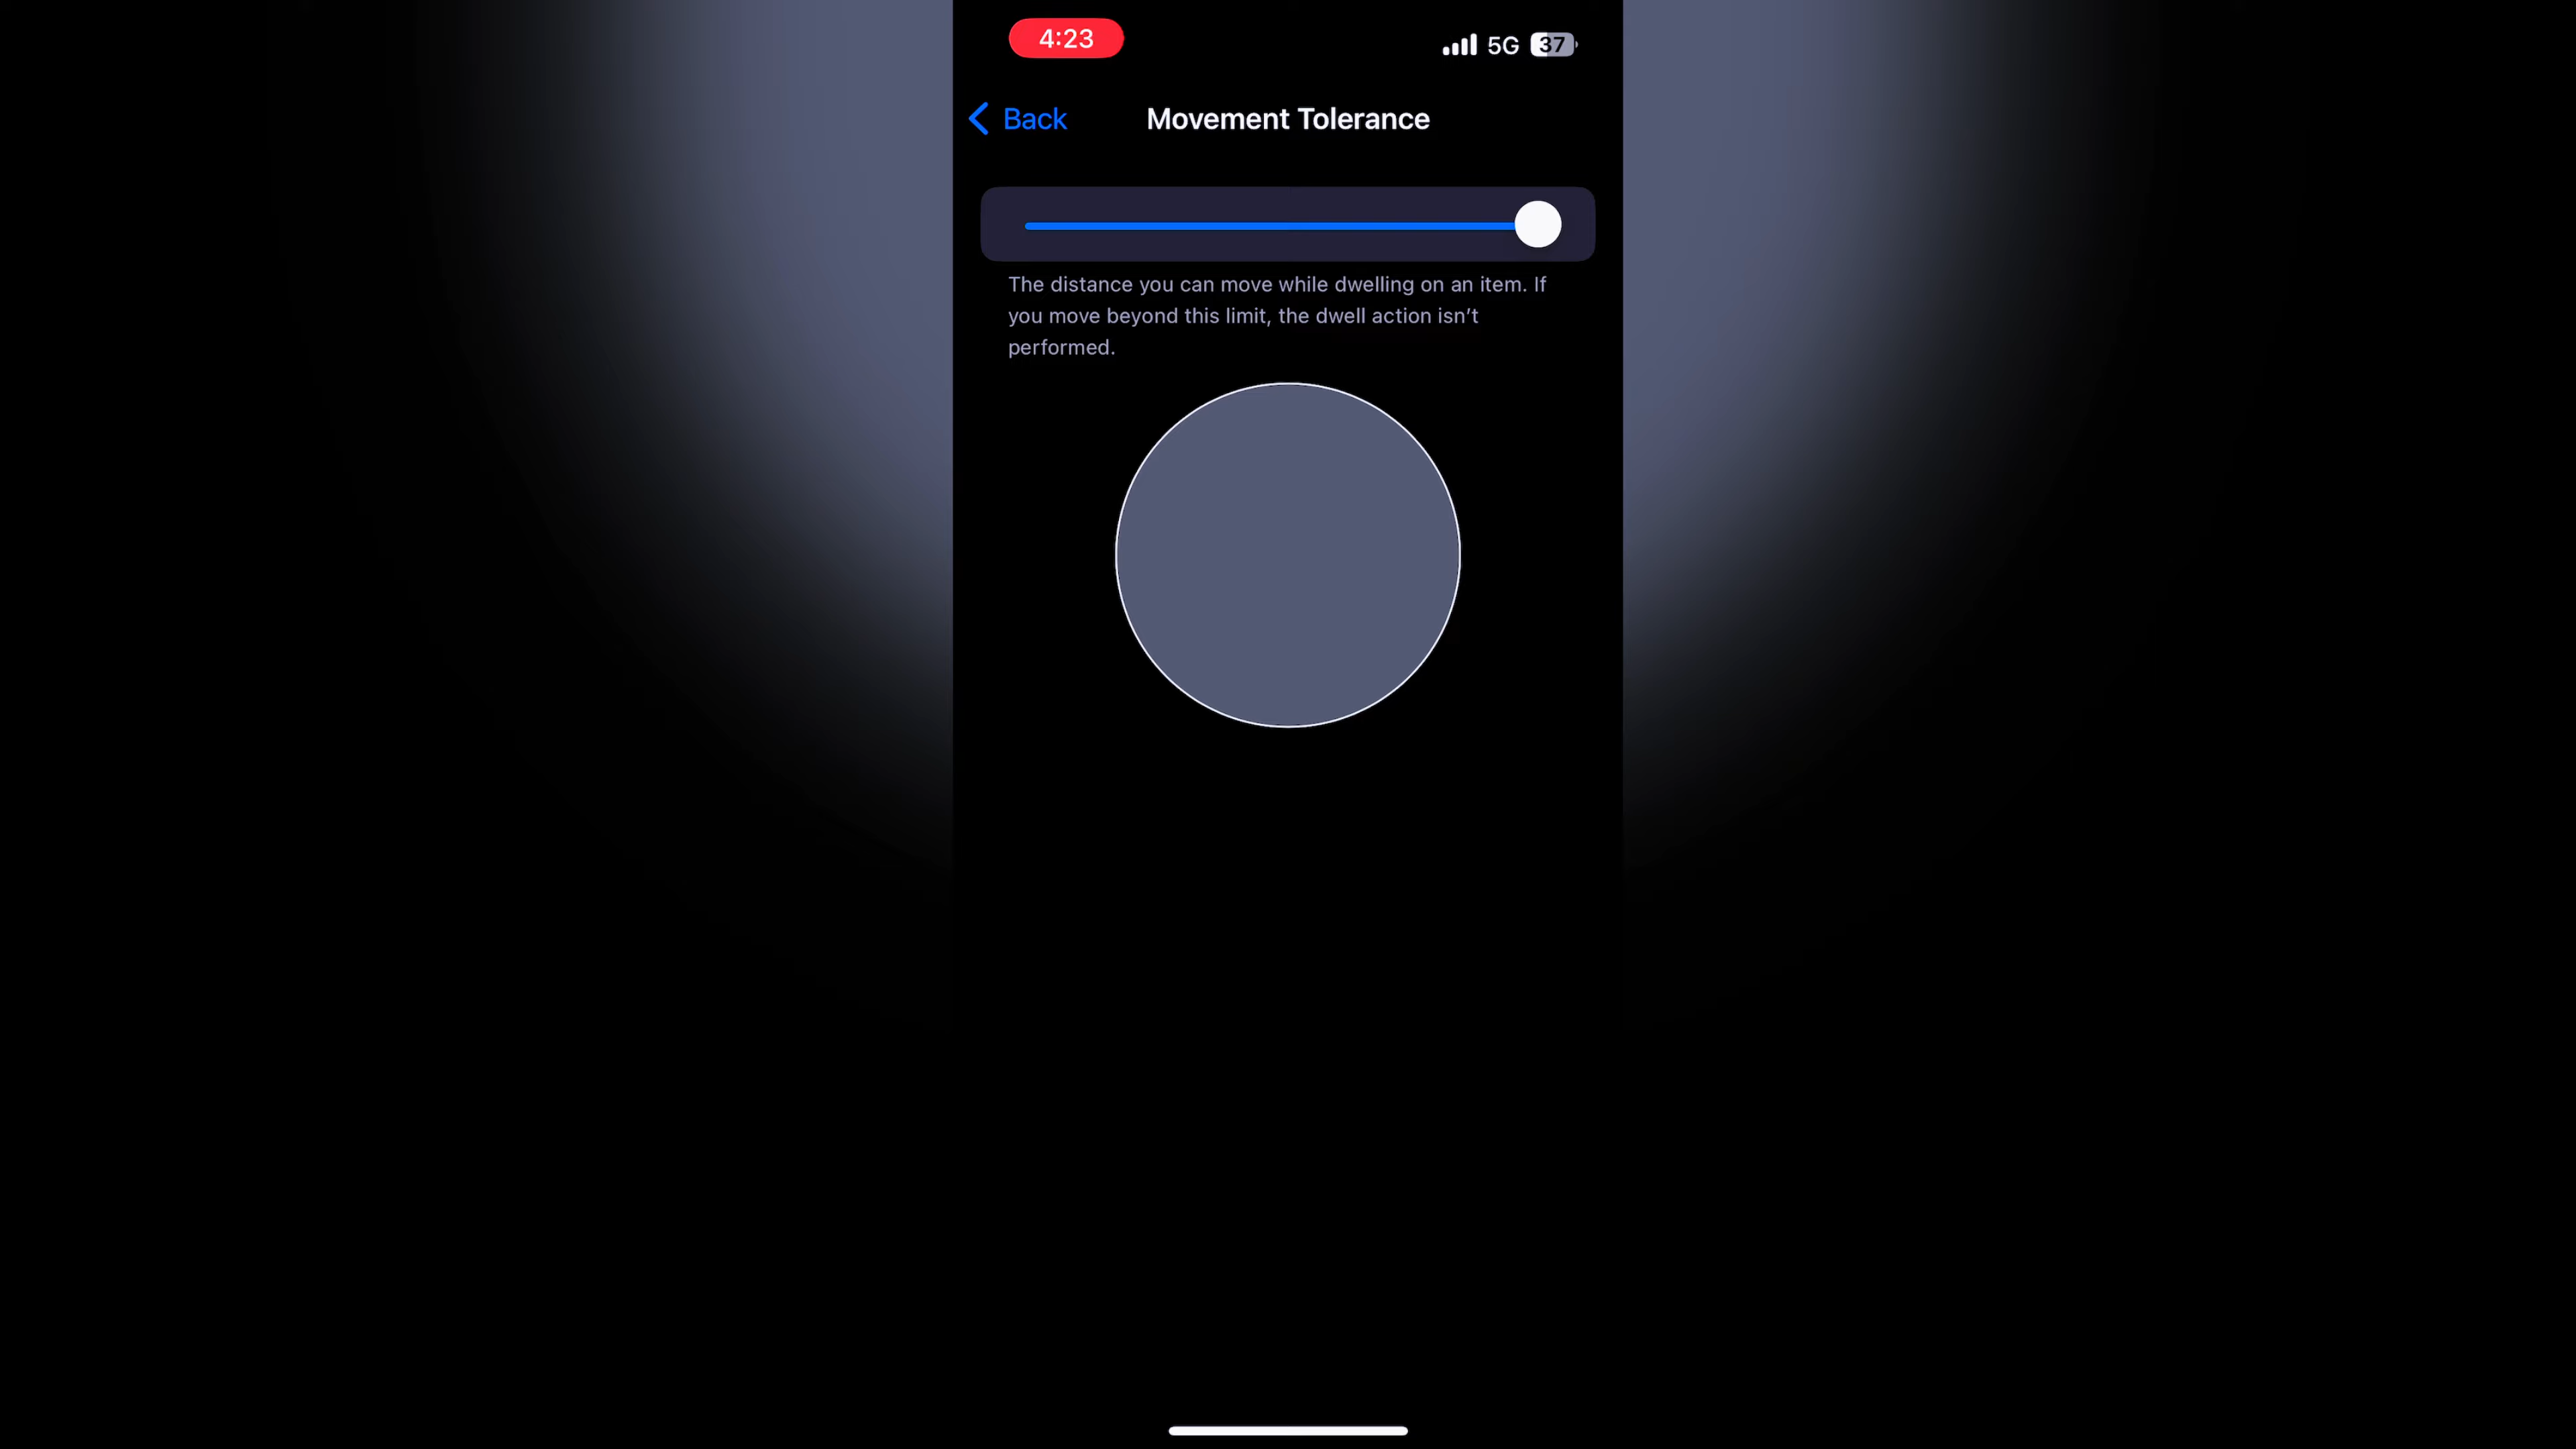 4:23
5G 37
Back
Movement Tolerance
The distance you can move while dwelling on an item. If
you move beyond this limit, the dwell action isn’t
performed.